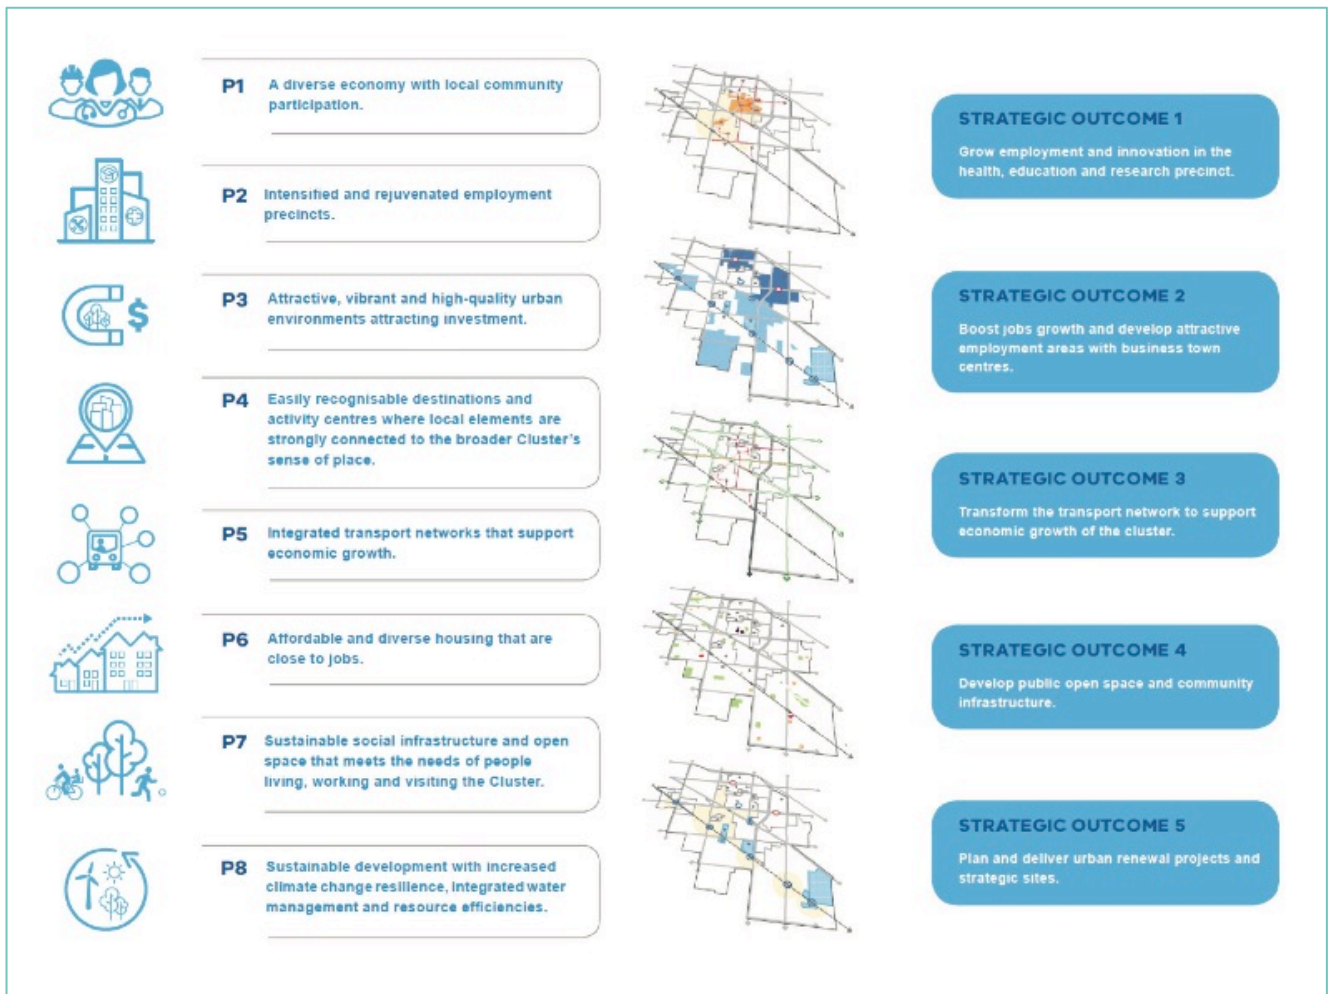 P1
A diverse economy with local community
participation.
P2
Intensified and rejuvenated employment
precincts.
P3
Attractive, vibrant and high-quality urban
environments attracting investment.
P4
Easily recognisable destinations and
activity centres where local elements are
strongly connected to the broader Cluster's
sense of place.
P5
Integrated transport networks that support
economic growth.
P6
Affordable and diverse housing that are
close to jobs.
P7
Sustainable social infrastructure and open
space that meets the needs of people
living, working and visiting the Cluster.
P8
Sustainable development with increased
climate change resilience, integrated water
management and resource efficiencies.
STRATEGIC OUTCOME 1
Grow employment and innovation in the
health, education and research precinct.
STRATEGIC OUTCOME 2
Boost jobs growth and develop attractive
employment areas with business town
centres.
STRATEGIC OUTCOME 3
Transform the transport network to support
economic growth of the cluster.
STRATEGIC OUTCOME 4
Develop public open space and community
infrastructure.
STRATEGIC OUTCOME 5
Plan and deliver urban renewal projects and
strategic sites.